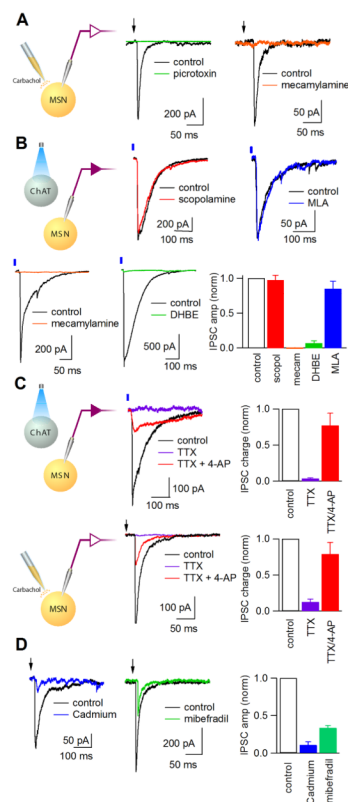 A
Carbachol
MSN
control
picrotoxin
200 pA
50 ms
control
mecamylamine
50 pA
50 ms
B
ChAT
MSN
control
scopolamine
200 pA
100 ms
control
MLA
50 pA
100 ms
control
mecamylamine
200 pA
50 ms
control
DHBE
500 pA
100 ms
IPSC amp (norm)
1.0
0.5
0.0
control
scopol
mecam
DHBE
MLA
C
ChAT
MSN
control
TTX
TTX + 4-AP
100 pA
100 ms
IPSC charge (norm)
1.0
0.5
0.0
control
TTX
TTX/4-AP
Carbachol
MSN
control
TTX
TTX + 4-AP
100 pA
50 ms
IPSC charge (norm)
1.0
0.5
0.0
control
TTX
TTX/4-AP
D
control
Cadmium
50 pA
100 ms
control
mibefradil
200 pA
50 ms
IPSC amp (norm)
1.0
0.5
0.0
control
Cadmium
mibefradil